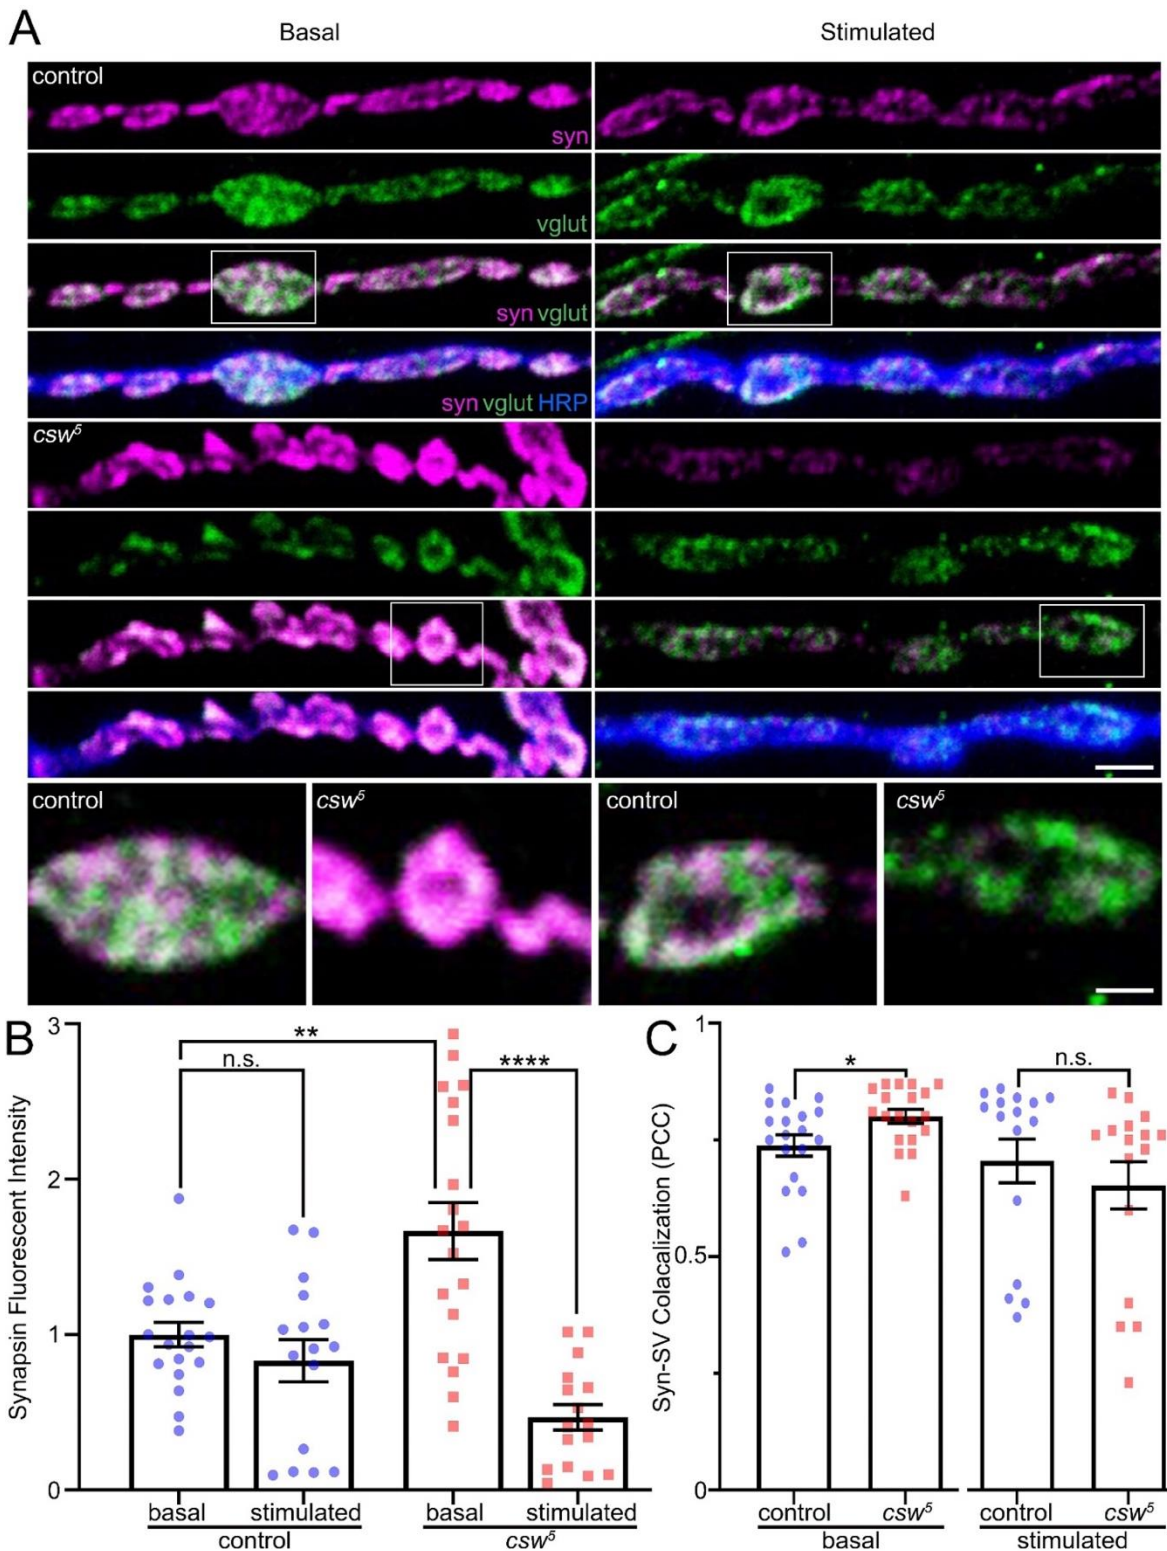 A
Basal
Stimulated
control
syn
vglut
syn vglut
syn vglut HRP
csw⁵
control
csw⁵
control
csw⁵
B
Synapsin Fluorescent Intensity
3
2
1
0
**
n.s.
****
basal
stimulated
basal
stimulated
control
csw⁵
C
Syn-SV Colacalization (PCC)
1
0.5
0
*
n.s.
control
csw⁵
control
csw⁵
basal
stimulated